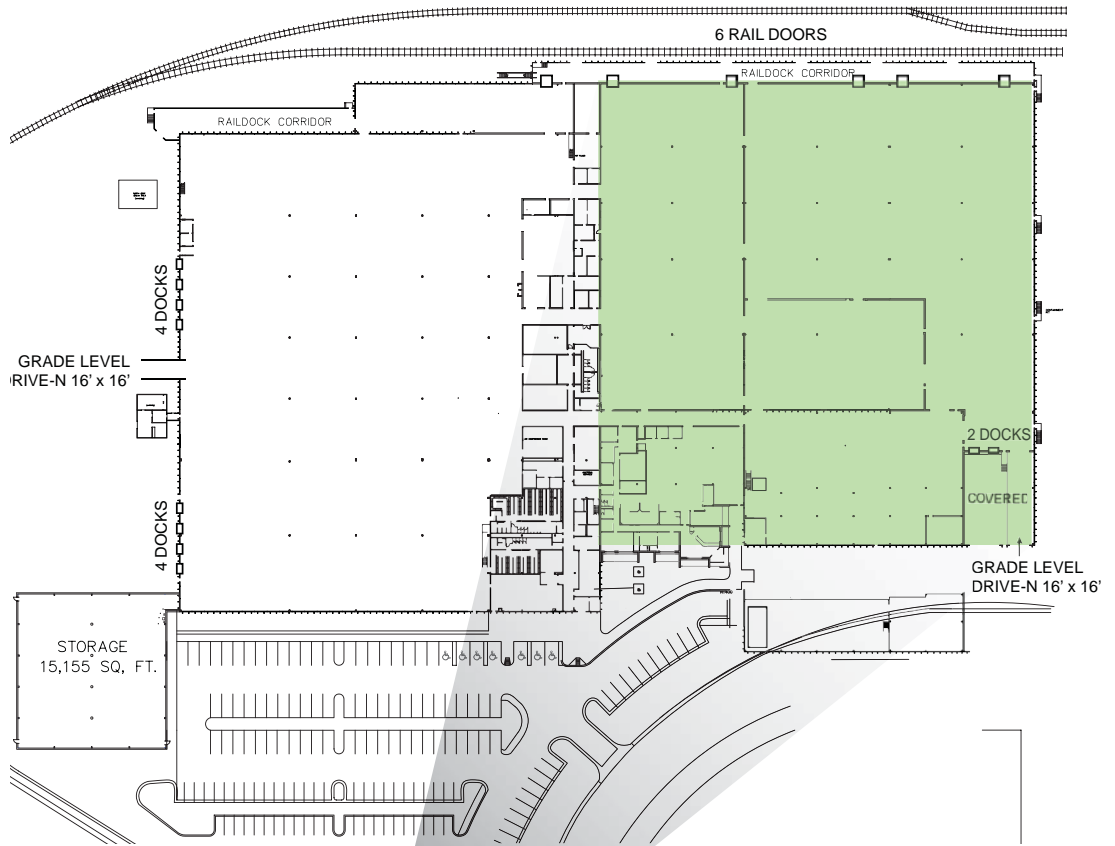 6 RAIL DOORS
RAILDOCK CORRIDOR
RAILDOCK CORRIDOR
4 DOCKS
GRADE LEVEL
RIVE-N 16' x 16'
2 DOCKS
COVERED
4 DOCKS
GRADE LEVEL
DRIVE-N 16' x 16'
STORAGE
15,155 SQ, FT.